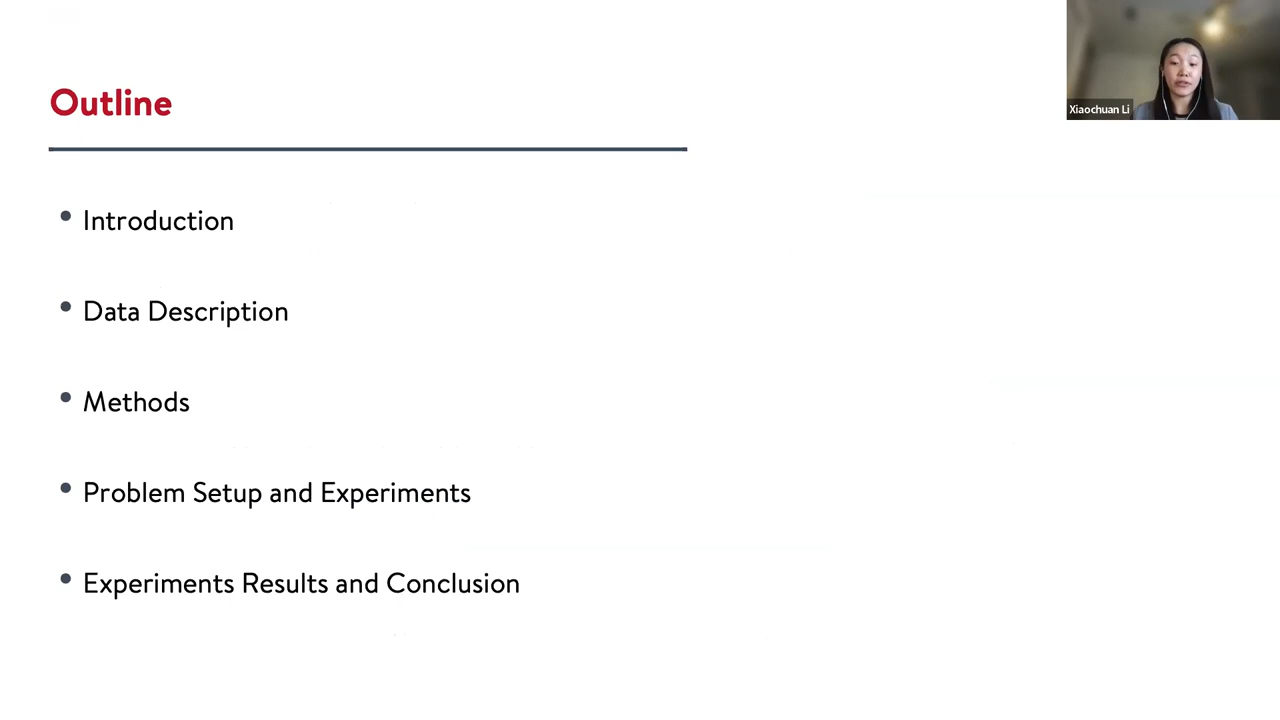 Outline
Xiaochuan Li
Introduction
Data Description
Methods
Problem Setup and Experiments
Experiments Results and Conclusion